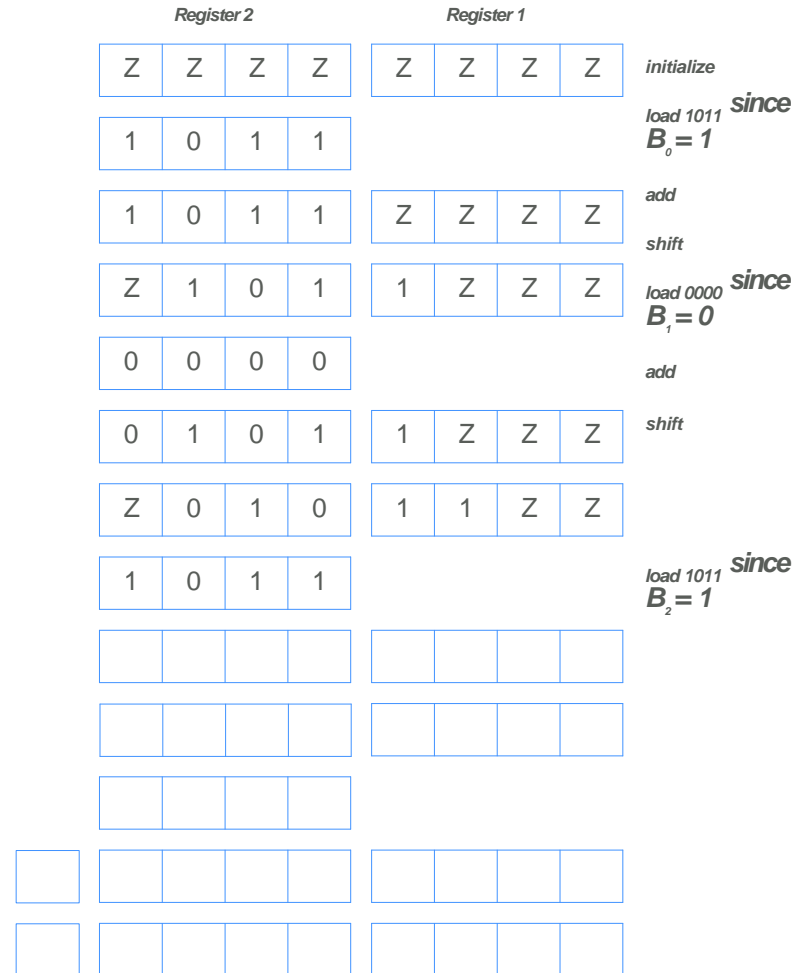 Register 2 Register 1
Z Z Z Z Z Z Z Z initialize
load 1011 since
1 0 1 1 B₀ = 1
add
1 0 1 1 Z Z Z Z
shift
Z 1 0 1 1 Z Z Z load 0000 since
B₁ = 0
0 0 0 0
add
0 1 0 1 1 Z Z Z shift
Z 0 1 0 1 1 Z Z
1 0 1 1 load 1011 since
B₂ = 1